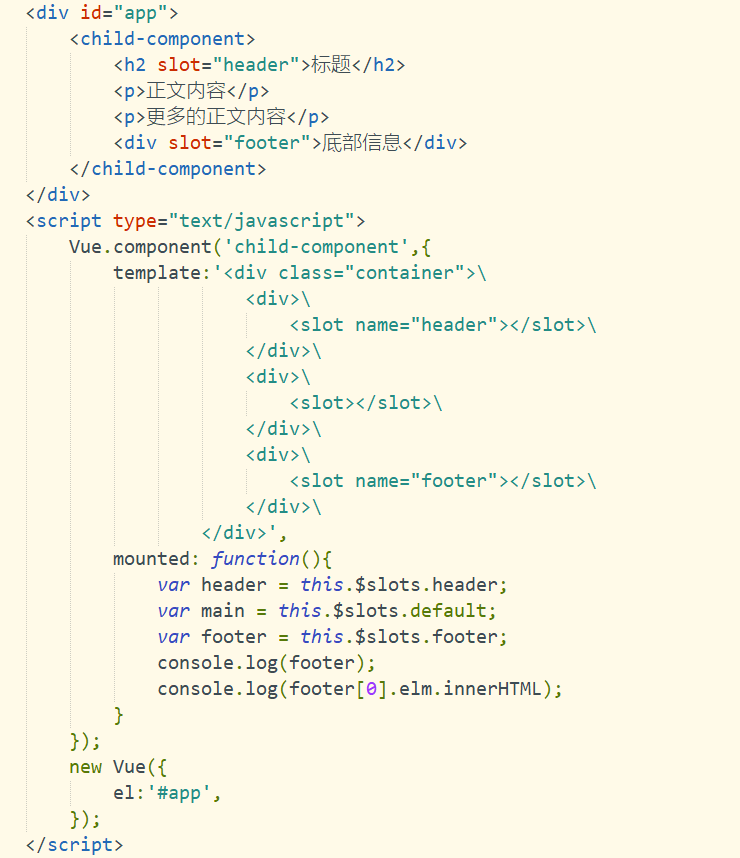 <div id="app">
    <child-component>
        <h2 slot="header">标题</h2>
        <p>正文内容</p>
        <p>更多的正文内容</p>
        <div slot="footer">底部信息</div>
    </child-component>
</div>
<script type="text/javascript">
    Vue.component('child-component',{
        template:'<div class="container">\
                    <div>\
                        <slot name="header"></slot>\
                    </div>\
                    <div>\
                        <slot></slot>\
                    </div>\
                    <div>\
                        <slot name="footer"></slot>\
                    </div>\
                </div>',
        mounted: function(){
            var header = this.$slots.header;
            var main = this.$slots.default;
            var footer = this.$slots.footer;
            console.log(footer);
            console.log(footer[0].elm.innerHTML);
        }
    });
    new Vue({
        el:'#app',
    });
</script>